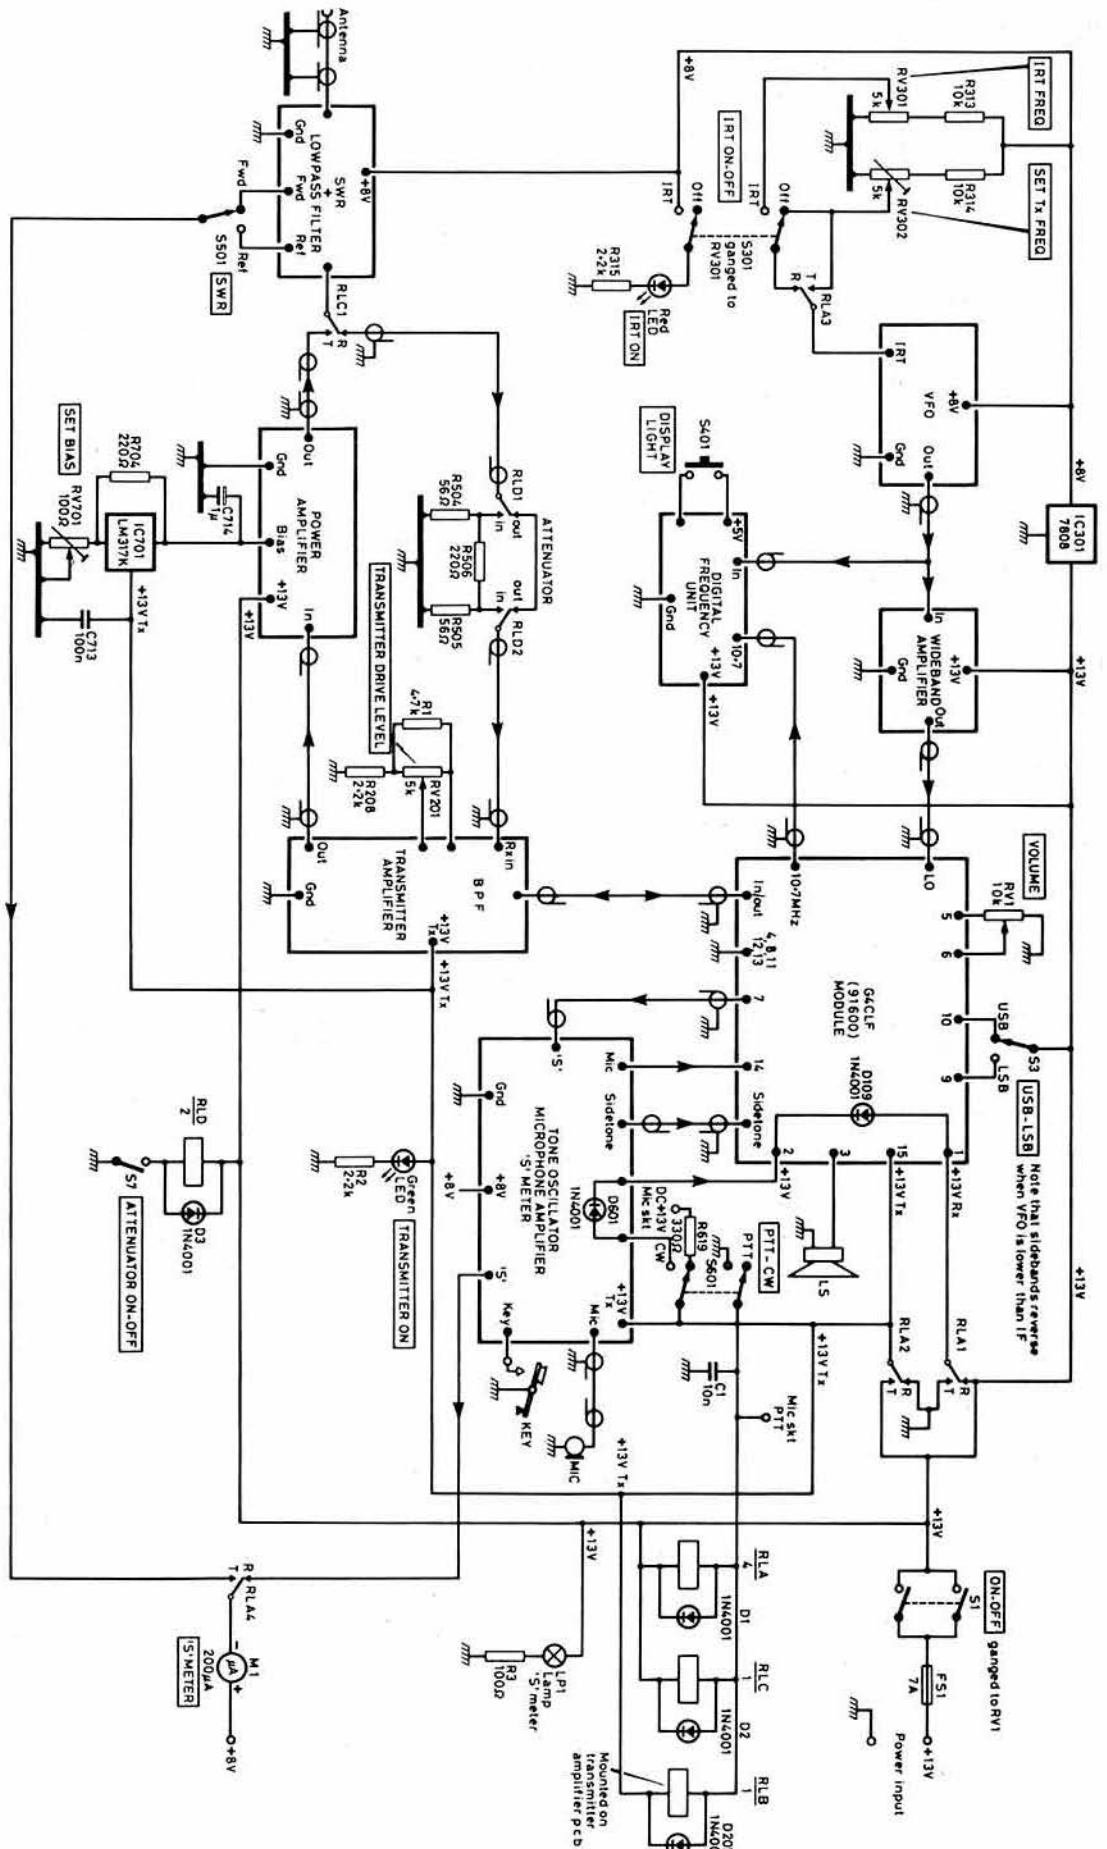 IRT FREQ
SET Tx FREQ
R313
10k
R314
10k
RV301
5k
5k
RV302
+8V
IRT ON-OFF
IRT
Off
IRT
Off
S301
ganged to
RV301
T
R
RLA3
R315
2·2k
Red
LED
IRT ON
IRT
VFO
+8V
Gnd
Out
+8V
IC301
7808
+13V
In
WIDEBAND
AMPLIFIER
+13V
Gnd
Out
S401
DISPLAY
LIGHT
+5V
In
DIGITAL
FREQUENCY
UNIT
Gnd
10·7
+13V
+13V
Antenna
SWR
+
LOWPASS FILTER
+8V
Gnd
Fwd
Ref
Fwd
Ref
S501
SWR
RLC1
R
T
Out
Gnd
POWER
AMPLIFIER
Bias
+13V
In
+13V
C714
1µ
SET BIAS
R704
220Ω
RV701
100Ω
IC701
LM317K
+13V Tx
C713
100n
RLD1
out
in
ATTENUATOR
out
in
RLD2
R504
56Ω
R506
220Ω
R505
56Ω
TRANSMITTER DRIVE LEVEL
R1
4·7k
RV201
5k
R208
2·2k
Rx in
BPF
Out
TRANSMITTER
AMPLIFIER
Gnd
+13V
Tx
+13V Tx
VOLUME
RV1
10k
LO
10·7MHz
In/out
4,8,11
12,13
7
14
Sidetone
5
6
10
9
G4CLF
(91600)
MODULE
D109
1N4001
2
3
15
1
USB
LSB
S3
USB-LSB
Note that sidebands reverse
when VFO is lower than IF
+13V
+13V
+13V Tx
+13V Rx
LS
'S'
Mic
Sidetone
Gnd
TONE OSCILLATOR
MICROPHONE AMPLIFIER
'S' METER
+8V
+8V
D601
1N4001
'S'
Key
Mic
+13V
Tx
DC+13V
Mic skt
CW
R619
330Ω
S601
PTT
PTT-CW
C1
10n
Mic skt
PTT
+13V Tx
RLA1
R
T
RLA2
R
T
KEY
MIC
+13V Tx
Green
LED
R2
2·2k
TRANSMITTER ON
RLD
2
D3
1N4001
S7
ATTENUATOR ON-OFF
+13V
RLA
4
D1
1N4001
RLC
1
D2
1N4001
RLB
1
Mounted on
transmitter
amplifier pcb
+13V
LP1
Lamp
'S' meter
R3
100Ω
R
T
RLA4
M1
µA
200µA
'S' METER
+8V
ON-OFF
ganged to RV1
S1
FS1
7A
+13V
Power input